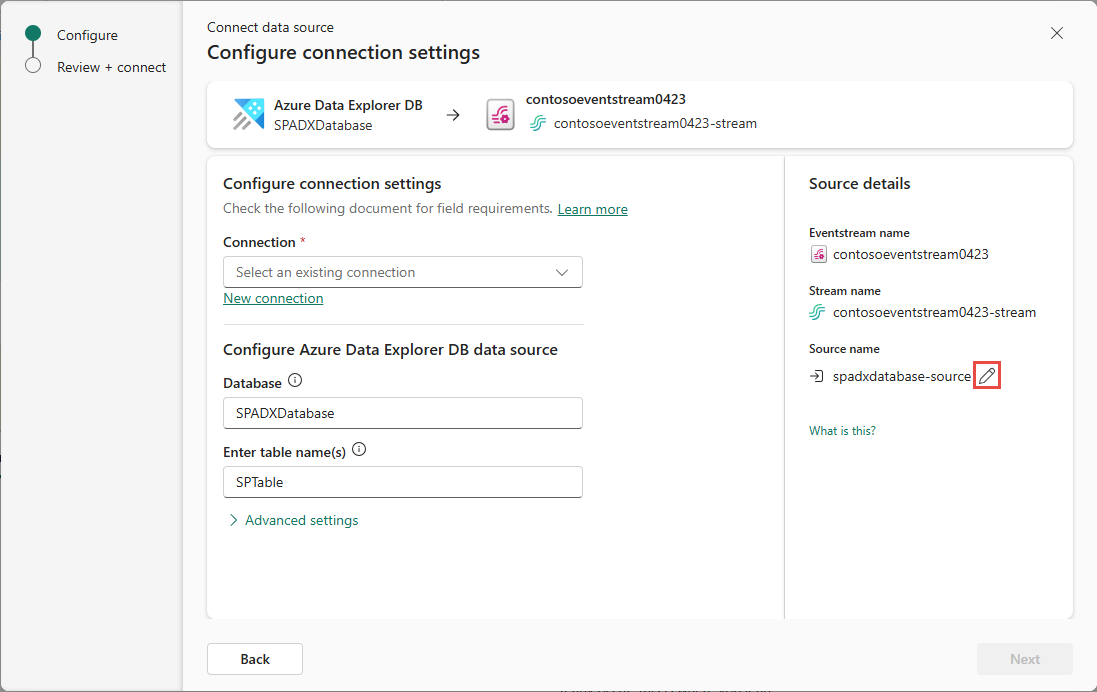 Configure
Review + connect
Connect data source
Configure connection settings
Azure Data Explorer DB
SPADXDatabase
contosoeventstream0423
contosoeventstream0423-stream
Configure connection settings
Check the following document for field requirements. Learn more
Connection *
Select an existing connection
New connection
Configure Azure Data Explorer DB data source
Database
SPADXDatabase
Enter table name(s)
SPTable
Advanced settings
Source details
Eventstream name
contosoeventstream0423
Stream name
contosoeventstream0423-stream
Source name
spadxdatabase-source
What is this?
Back
Next